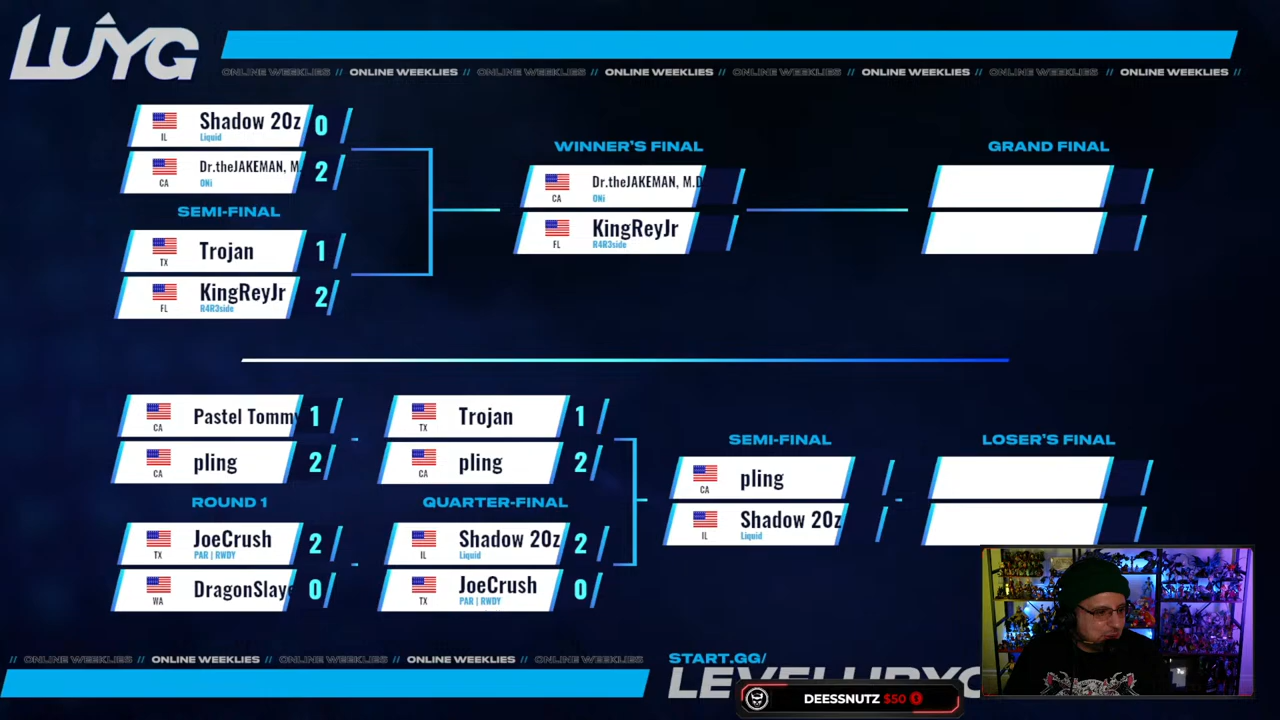 LUYG
ONLINE WEEKLIES // ONLINE WEEKLIES // ONLINE WEEKLIES // ONLINE WEEKLIES // ONLINE WEEKLIES // ONLINE WEEKLIES // ONLINE WEEKLIES // ONLINE WEEKLIES //
Shadow 20z 0
IL Liquid
Dr.theJAKEMAN, M. 2
CA ONi
SEMI-FINAL
Trojan 1
TX
KingReyJr 2
FL R4R3side
WINNER'S FINAL
Dr.theJAKEMAN, M.D
CA ONi
KingReyJr
FL R4R3side
GRAND FINAL
Pastel Tommy 1
CA
pling 2
CA
ROUND 1
JoeCrush 2
TX PAR | RWDY
DragonSlaye 0
WA
Trojan 1
TX
pling 2
CA
QUARTER-FINAL
Shadow 20z 2
IL Liquid
JoeCrush 0
TX PAR | RWDY
SEMI-FINAL
pling
CA
Shadow 20z
IL Liquid
LOSER'S FINAL
// ONLINE WEEKLIES // ONLINE WEEKLIES // ONLINE WEEKLIES // ONLINE WEEKLIES // ONLINE WEEKLIES
START.GG/
LEVELUPYG
DEESSNUTZ $50